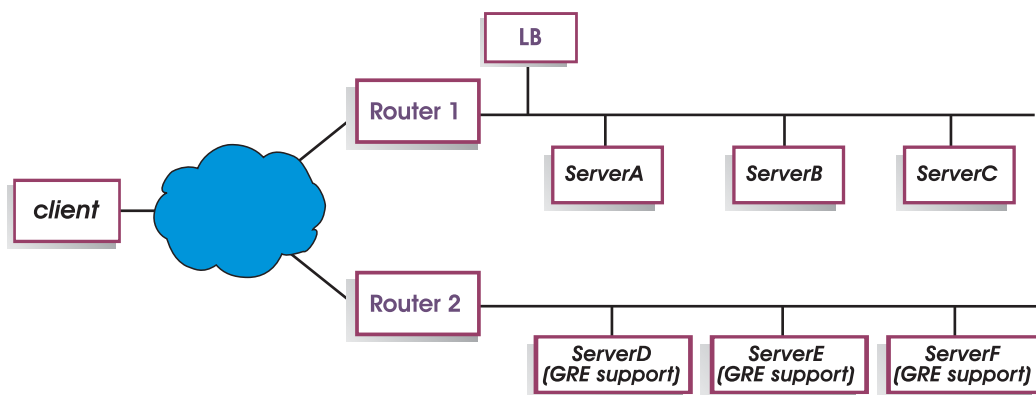 LB
Router 1
ServerA
ServerB
ServerC
client
Router 2
ServerD
(GRE support)
ServerE
(GRE support)
ServerF
(GRE support)